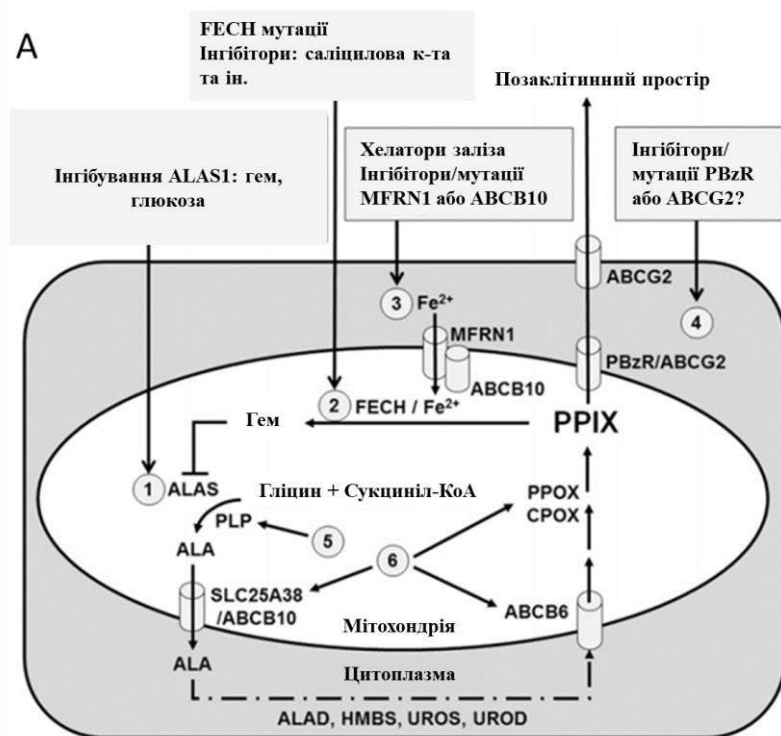 A
FECH мутації
Інгібітори: саліцилова к-та
та ін.
Позаклітинний простір
Інгібування ALAS1: гем,
глюкоза
Хелатори заліза
Інгібітори/мутації
MFRN1 або ABCB10
Інгібітори/
мутації PBzR
або ABCG2?
ABCG2
3 Fe²⁺
4
MFRN1
PBzR/ABCG2
ABCB10
2 FECH / Fe²⁺
Гем
PPIX
1 ALAS
Гліцин + Сукциніл-КоА
PPOX
CPOX
PLP
5
ALA
6
SLC25A38
/ABCB10
ABCB6
Мітохондрія
ALA
Цитоплазма
ALAD, HMBS, UROS, UROD